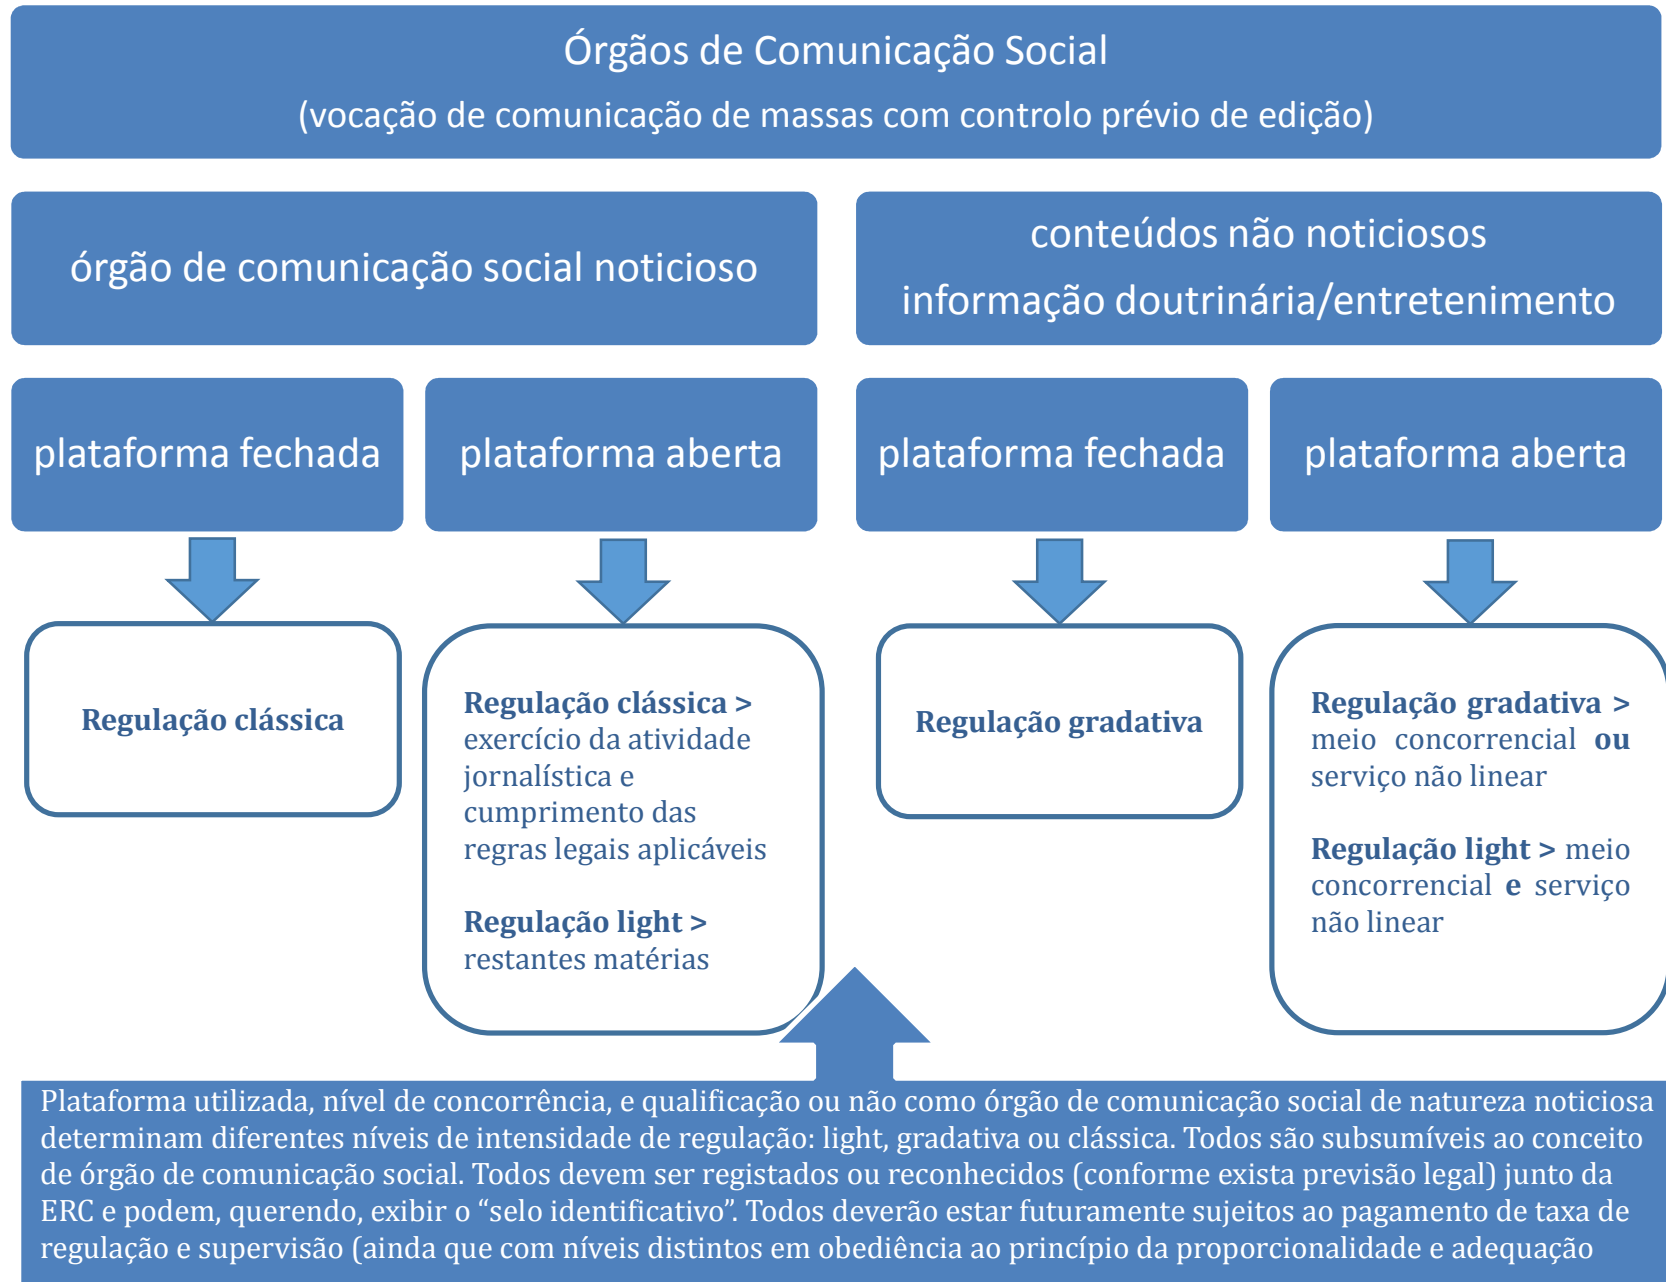 Órgãos de Comunicação Social
(vocação de comunicação de massas com controlo prévio de edição)
órgão de comunicação social noticioso
conteúdos não noticiosos
informação doutrinária/entretenimento
plataforma fechada
plataforma aberta
plataforma fechada
plataforma aberta
Regulação clássica
Regulação clássica >
exercício da atividade
jornalística e
cumprimento das
regras legais aplicáveis
Regulação light >
restantes matérias
Regulação gradativa
Regulação gradativa >
meio concorrencial ou
serviço não linear
Regulação light > meio
concorrencial e serviço
não linear
Plataforma utilizada, nível de concorrência, e qualificação ou não como órgão de comunicação social de natureza noticiosa
determinam diferentes níveis de intensidade de regulação: light, gradativa ou clássica. Todos são subsumíveis ao conceito
de órgão de comunicação social. Todos devem ser registados ou reconhecidos (conforme exista previsão legal) junto da
ERC e podem, querendo, exibir o “selo identificativo”. Todos deverão estar futuramente sujeitos ao pagamento de taxa de
regulação e supervisão (ainda que com níveis distintos em obediência ao princípio da proporcionalidade e adequação